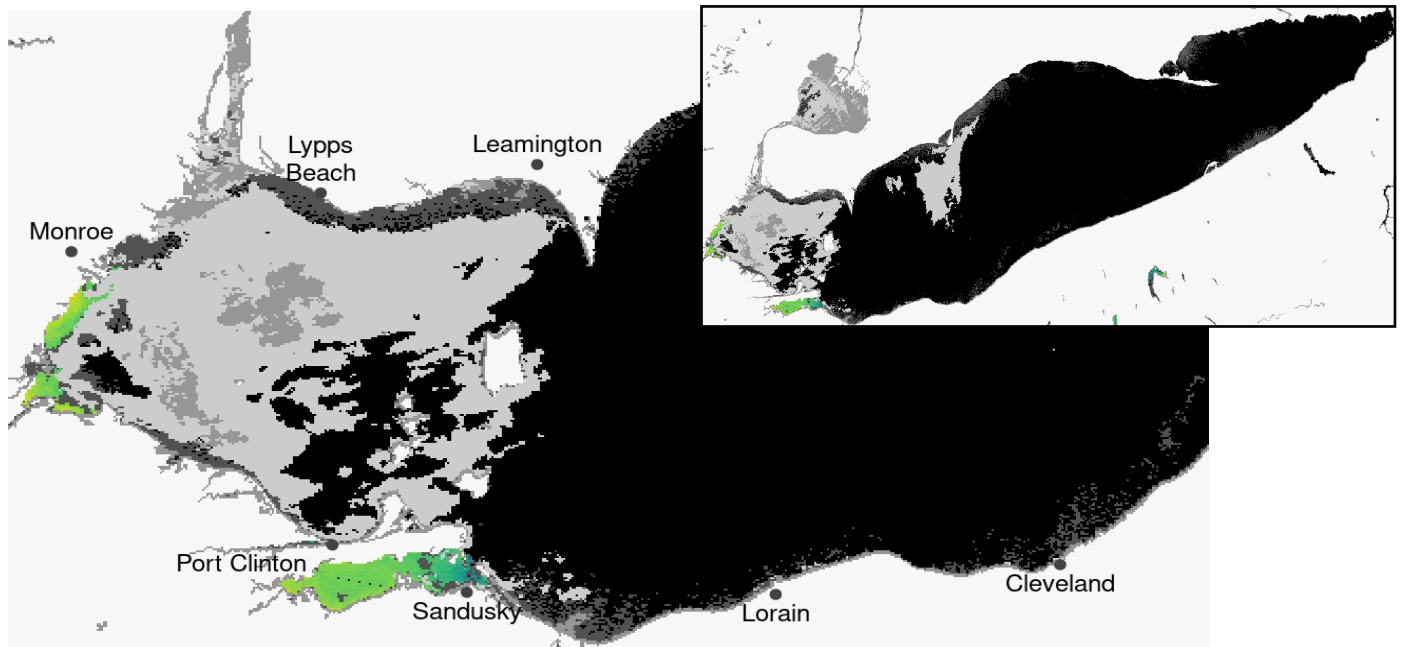 Lypps
Beach
Leamington
Monroe
Port Clinton
Sandusky
Lorain
Cleveland